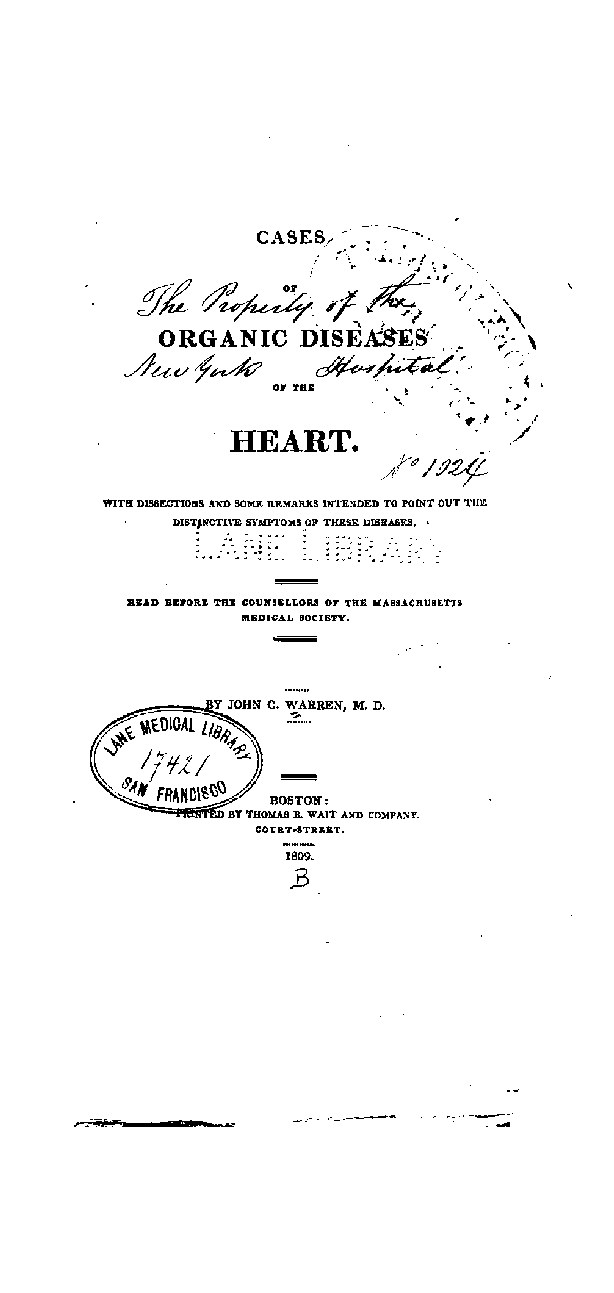 CASES
OF
The Property of the
ORGANIC DISEASES
New York Hospital
OF THE
HEART.
No 1924
WITH DISSECTIONS AND SOME REMARKS INTENDED TO POINT OUT THE
DISTINCTIVE SYMPTOMS OF THESE DISEASES.
LANE LIBRARY
READ BEFORE THE COUNSELLORS OF THE MASSACHUSETTS
MEDICAL SOCIETY.
BY JOHN C. WARREN, M. D.
LANE MEDICAL LIBRARY
17421
SAN FRANCISCO
BOSTON:
PRINTED BY THOMAS B. WAIT AND COMPANY.
COURT-STREET.
1809.
B